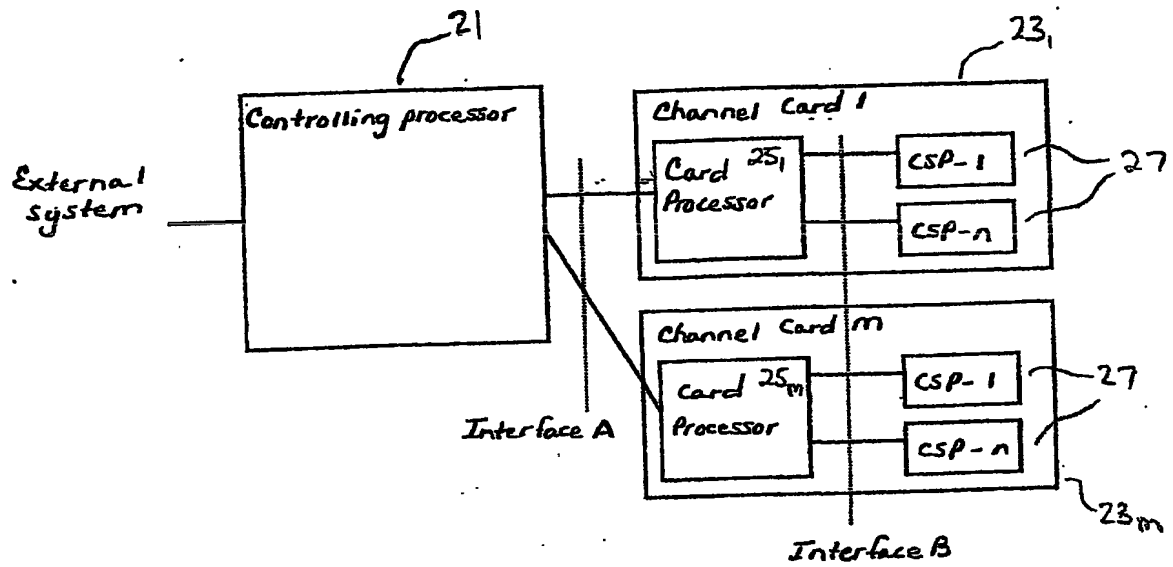 21
23₁
Controlling processor
Channel Card 1
External
system
Card 25₁
Processor
CSP-1
CSP-n
27
Channel Card m
Card 25ₘ
Processor
CSP-1
CSP-n
27
Interface A
23ₘ
Interface B